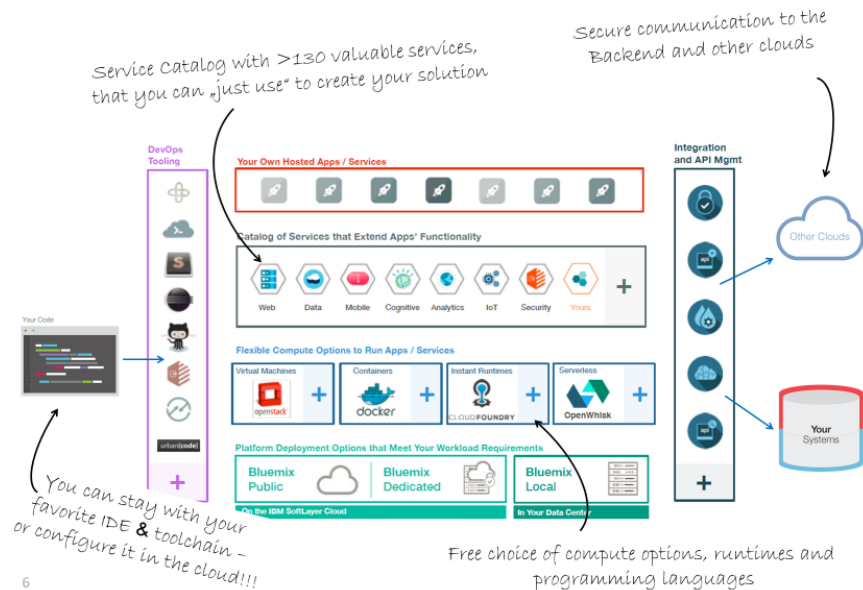 Service Catalog with >130 valuable services,
that you can „just use“ to create your solution
Secure communication to the
Backend and other clouds
DevOps
Tooling
Your Own Hosted Apps / Services
Integration
and API Mgmt
Catalog of Services that Extend Apps' Functionality
Web
Data
Mobile
Cognitive
Analytics
IoT
Security
Yours
+
S
api
Other Clouds
Your Code
Flexible Compute Options to Run Apps / Services
Virtual Machines
openstack
+
Containers
docker
+
Instant Runtimes
CLOUDFOUNDRY
+
Serverless
OpenWhisk
+
Your
Systems
api
urban{code}
+
Platform Deployment Options that Meet Your Workload Requirements
Bluemix
Public
Bluemix
Dedicated
Bluemix
Local
On the IBM SoftLayer Cloud
In Your Data Center
+
You can stay with your
favorite IDE & toolchain –
or configure it in the cloud!!!
Free choice of compute options, runtimes and
programming languages
6